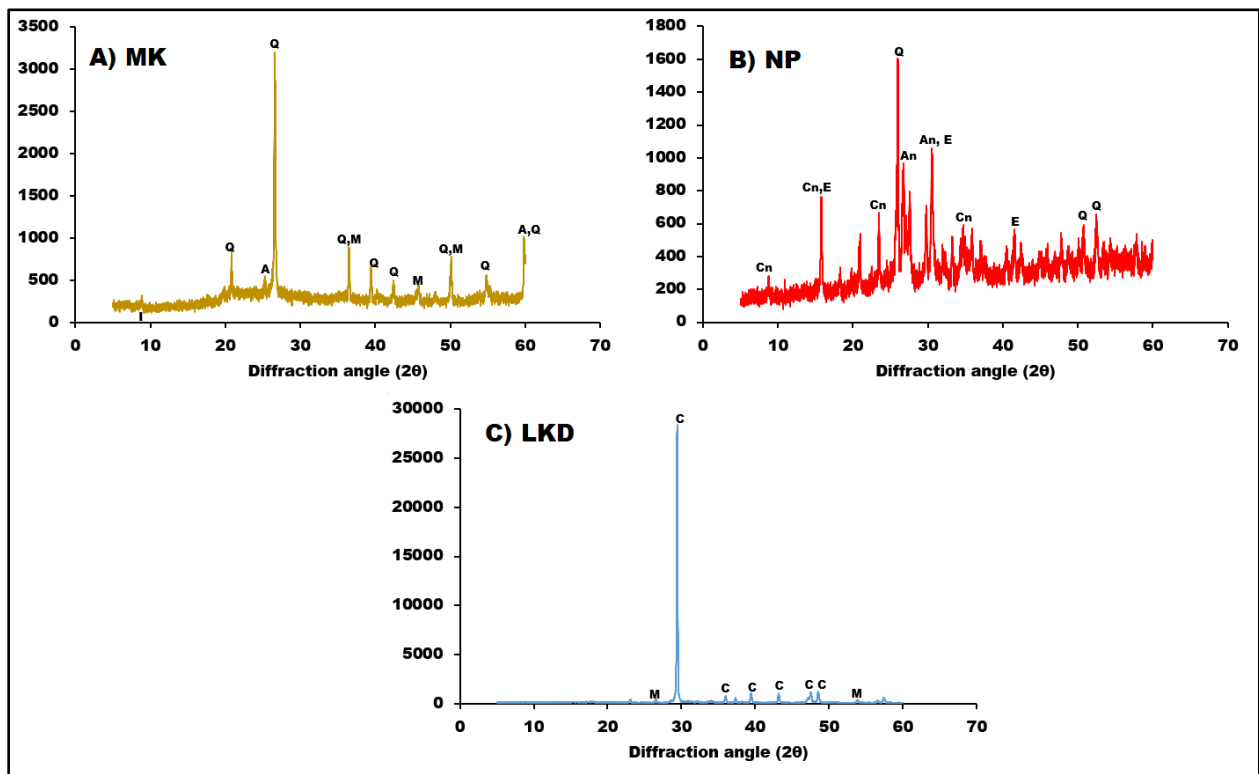 A) MK
3500
3000
2500
2000
1500
1000
500
0
Q
Q
A
Q,M
Q
Q
M
Q,M
Q
A,Q
I
0 10 20 30 40 50 60 70
Diffraction angle (2θ)
B) NP
1800
1600
1400
1200
1000
800
600
400
200
0
Cn
Cn,E
Cn
Q
An
An, E
Cn
E
Q
Q
0 10 20 30 40 50 60 70
Diffraction angle (2θ)
C) LKD
30000
25000
20000
15000
10000
5000
0
C
M
C
C
C
C
C
M
0 10 20 30 40 50 60 70
Diffraction angle (2θ)